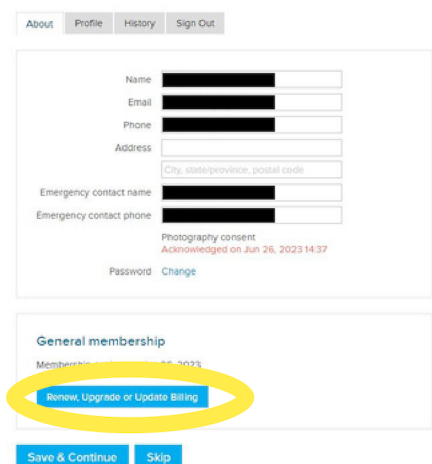 About Profile History Sign Out
Name
Email
Phone
Address
City, state/province, postal code
Emergency contact name
Emergency contact phone
Photography consent
Acknowledged on Jun 26, 2023 14:37
Password Change
General membership
Membership 2023
Renew, Upgrade or Update Billing
Save & Continue Skip